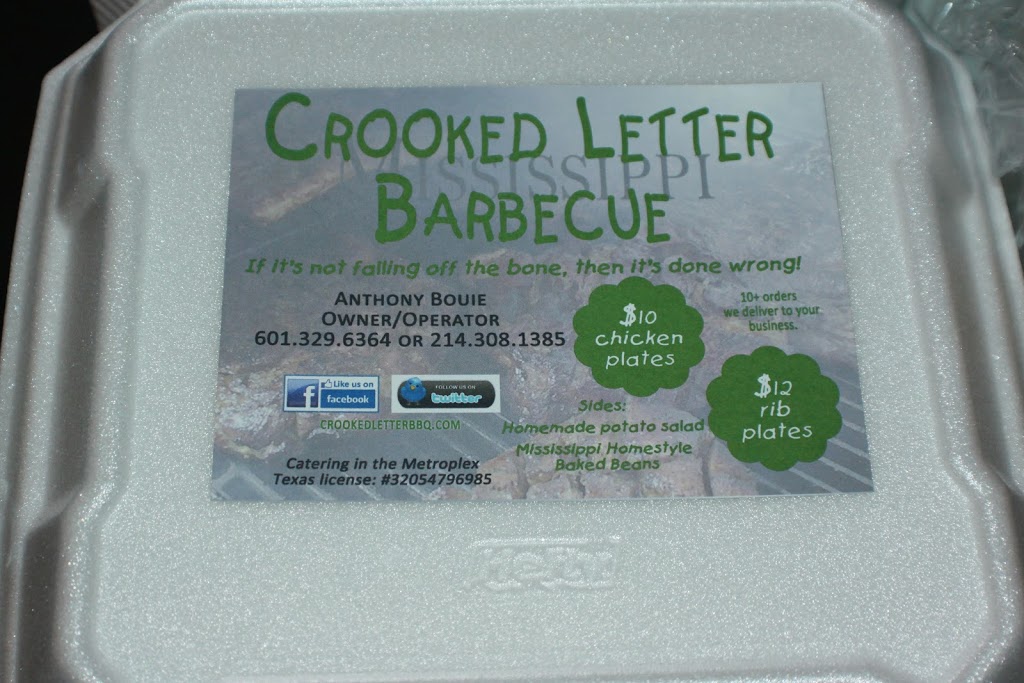 CROOKED LETTER
MISSISSIPPI
BARBECUE
If it's not falling off the bone, then it's done wrong!
ANTHONY BOUIE
OWNER/OPERATOR
601.329.6364 OR 214.308.1385
$10
chicken
plates
10+ orders
we deliver to your
business.
$12
rib
plates
Like us on
facebook
FOLLOW US ON
twitter
CROOKEDLETTERBBQ.COM
Sides:
Homemade potato salad
Mississippi Homestyle
Baked Beans
Catering in the Metroplex
Texas license: #32054796985